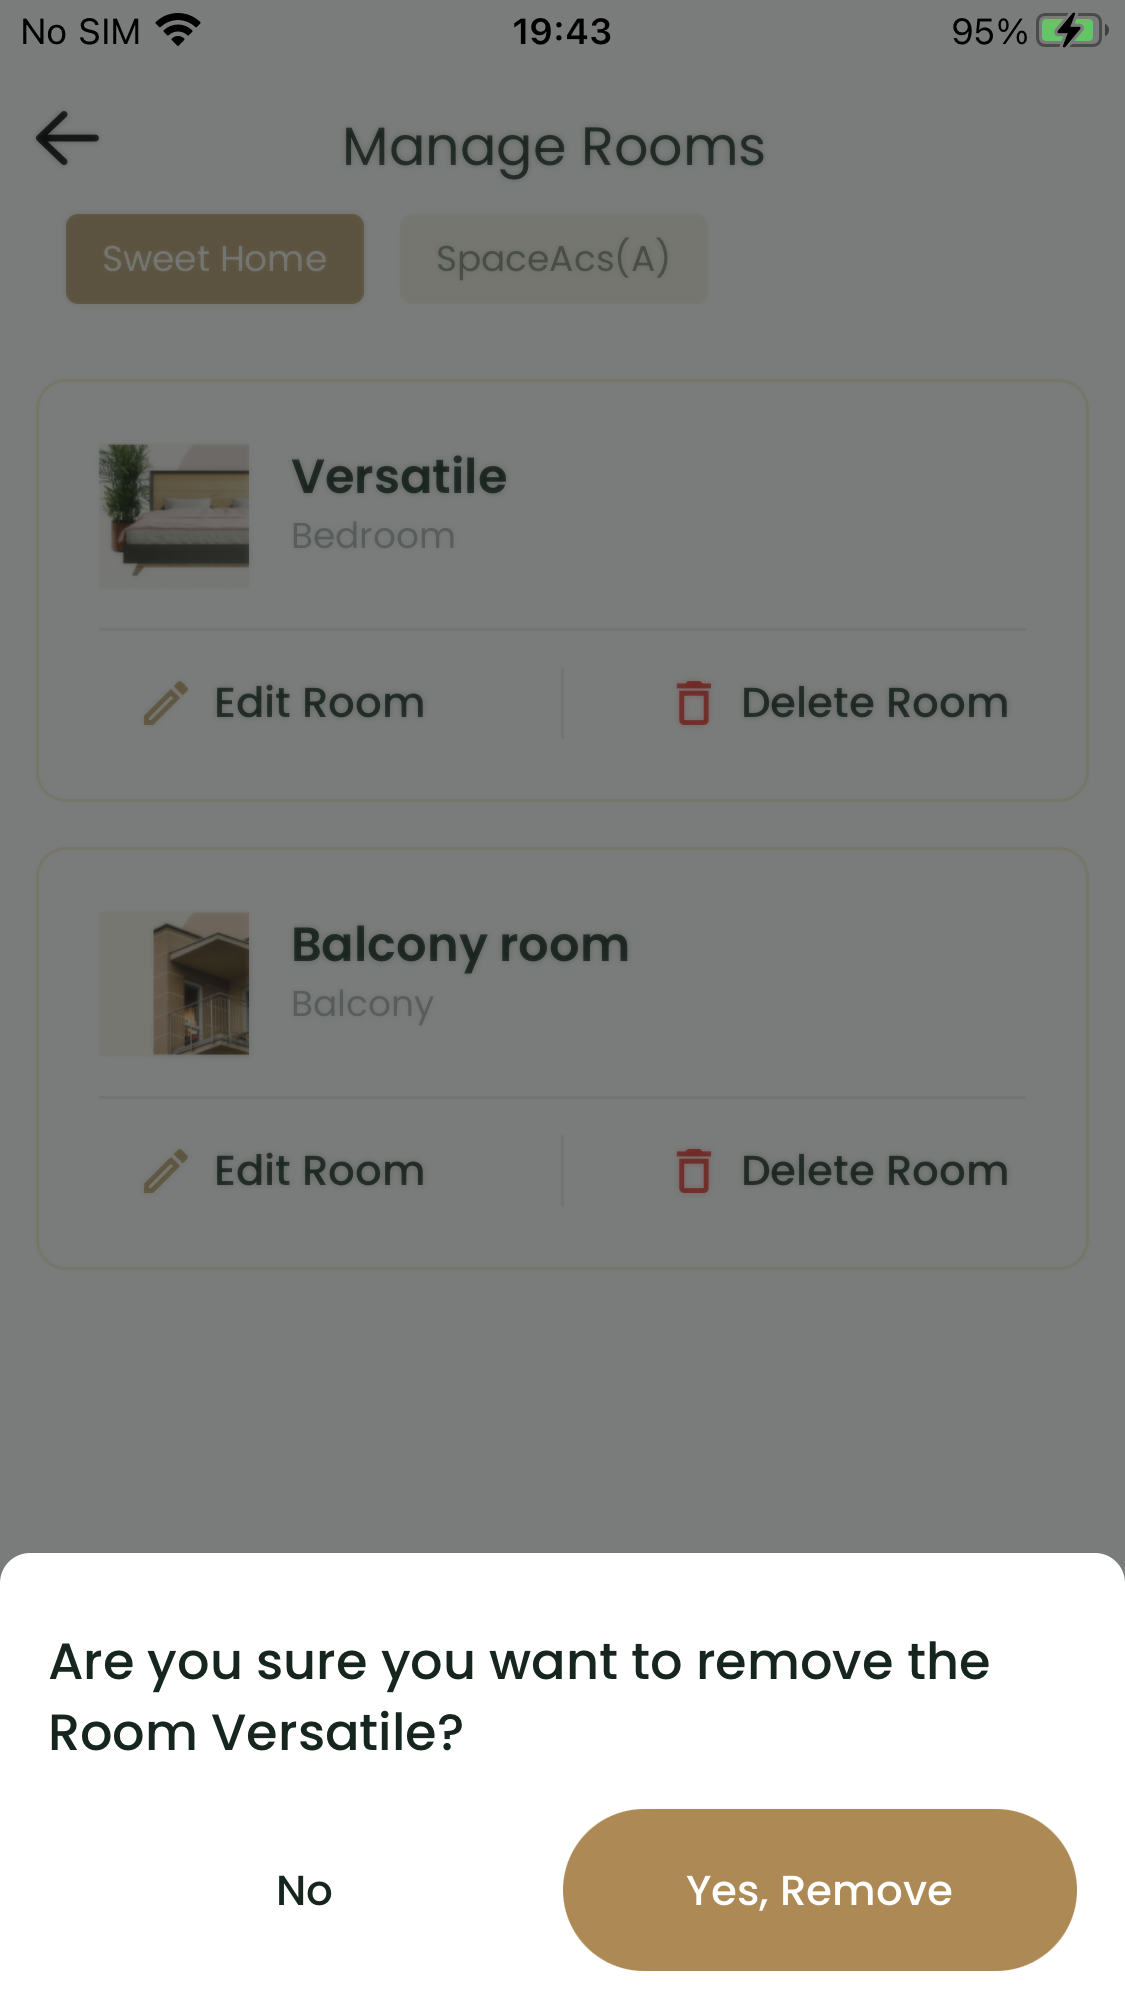 No SIM 19:43 95%
Manage Rooms
Sweet Home SpaceAcs(A)
Versatile
Bedroom
Edit Room Delete Room
Balcony room
Balcony
Edit Room Delete Room
Are you sure you want to remove the
Room Versatile?
No Yes, Remove